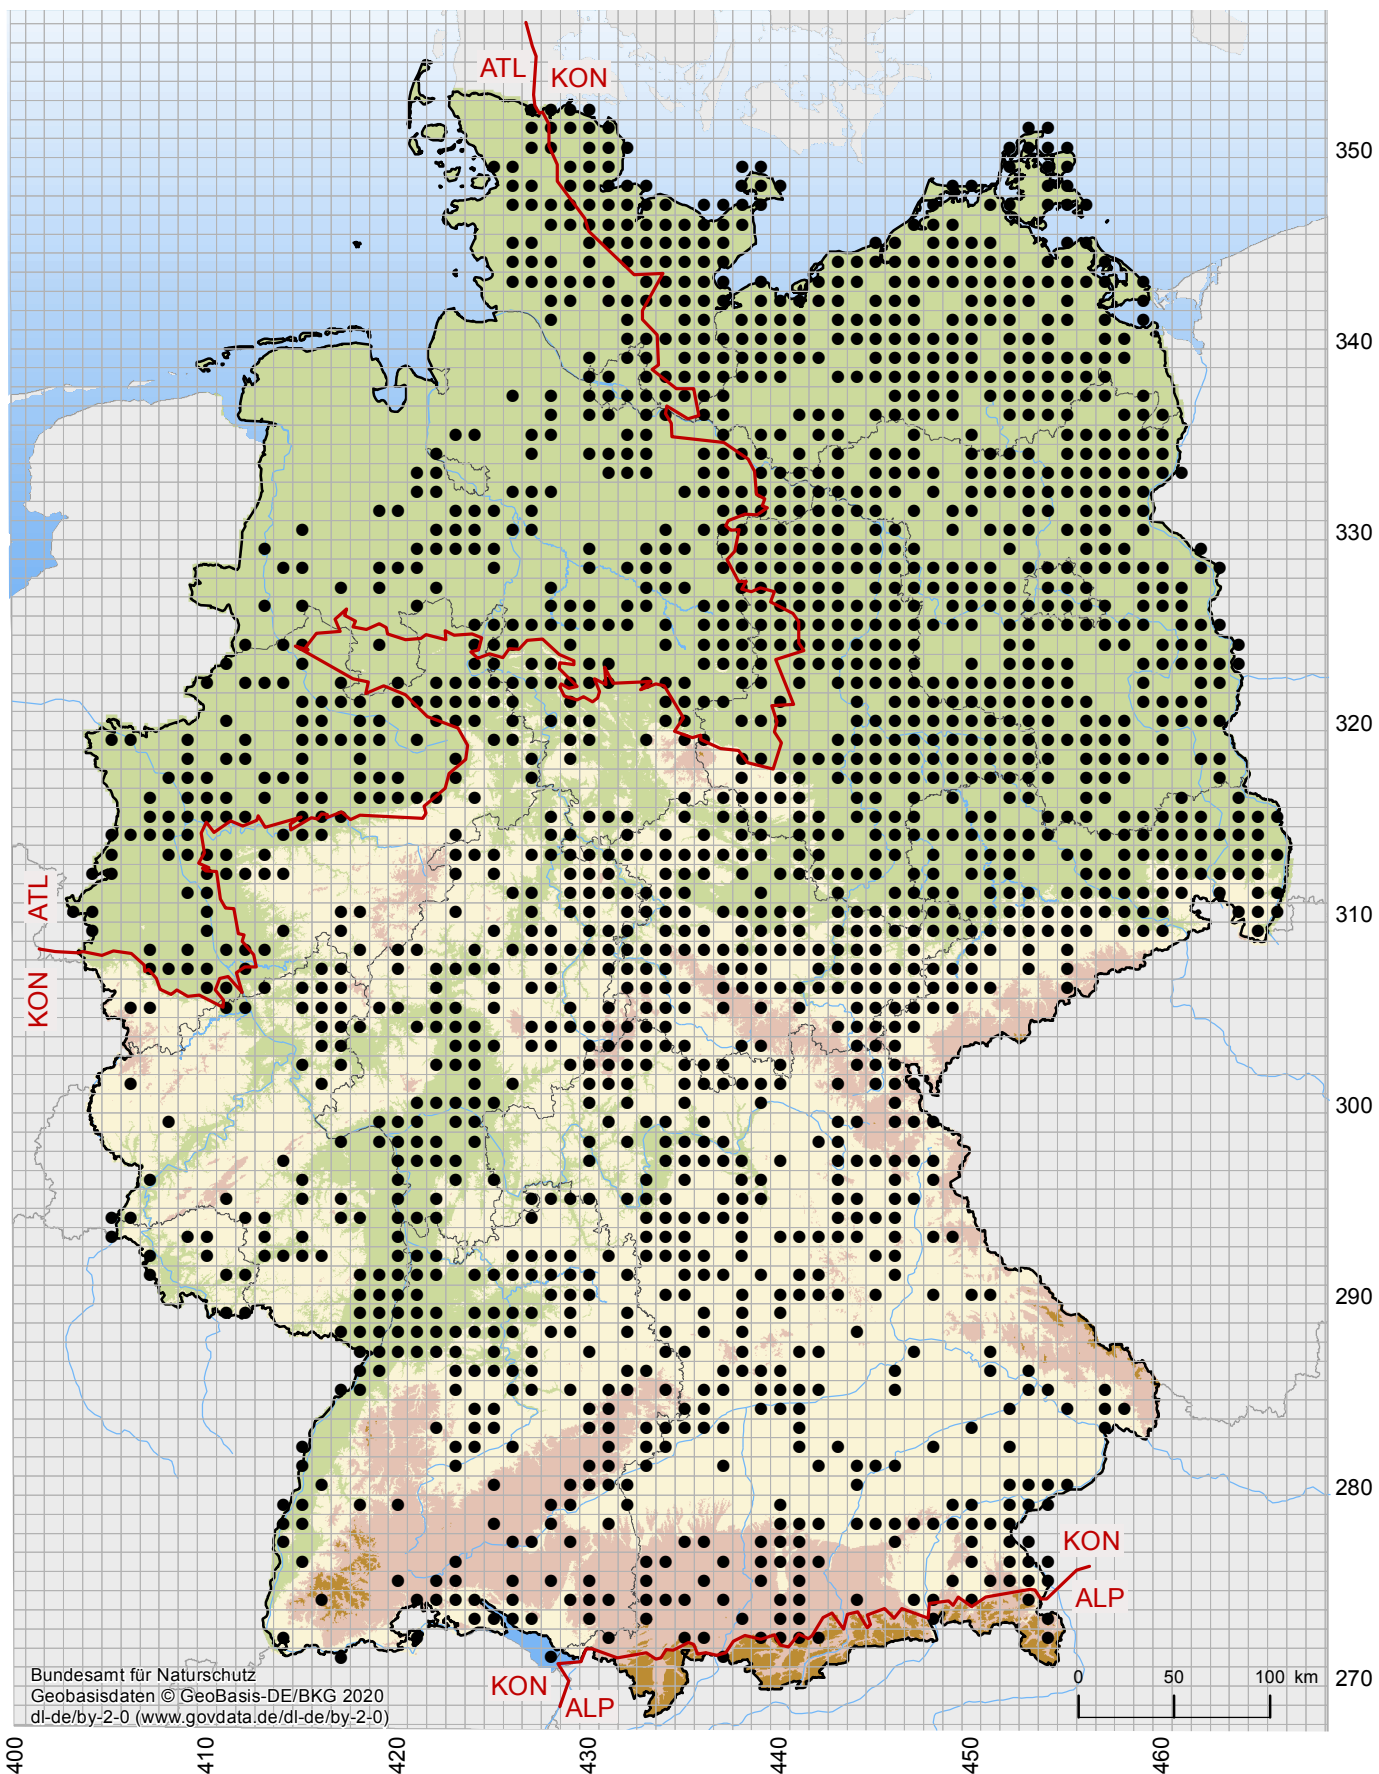 ATL
KON
350
340
330
320
310
300
290
280
270
ATL
KON
KON
ALP
KON
ALP
0 50 100 km
Bundesamt für Naturschutz
Geobasisdaten © GeoBasis-DE/BKG 2020
dl-de/by-2-0 (www.govdata.de/dl-de/by-2-0)
400 410 420 430 440 450 460